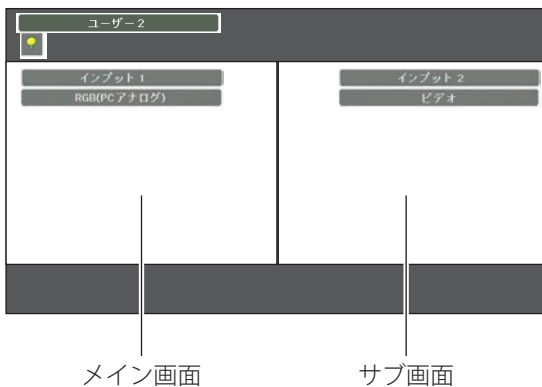 ユーザー2
インプット 1
RGB(PCアナログ)
インプット 2
ビデオ
メイン画面
サブ画面